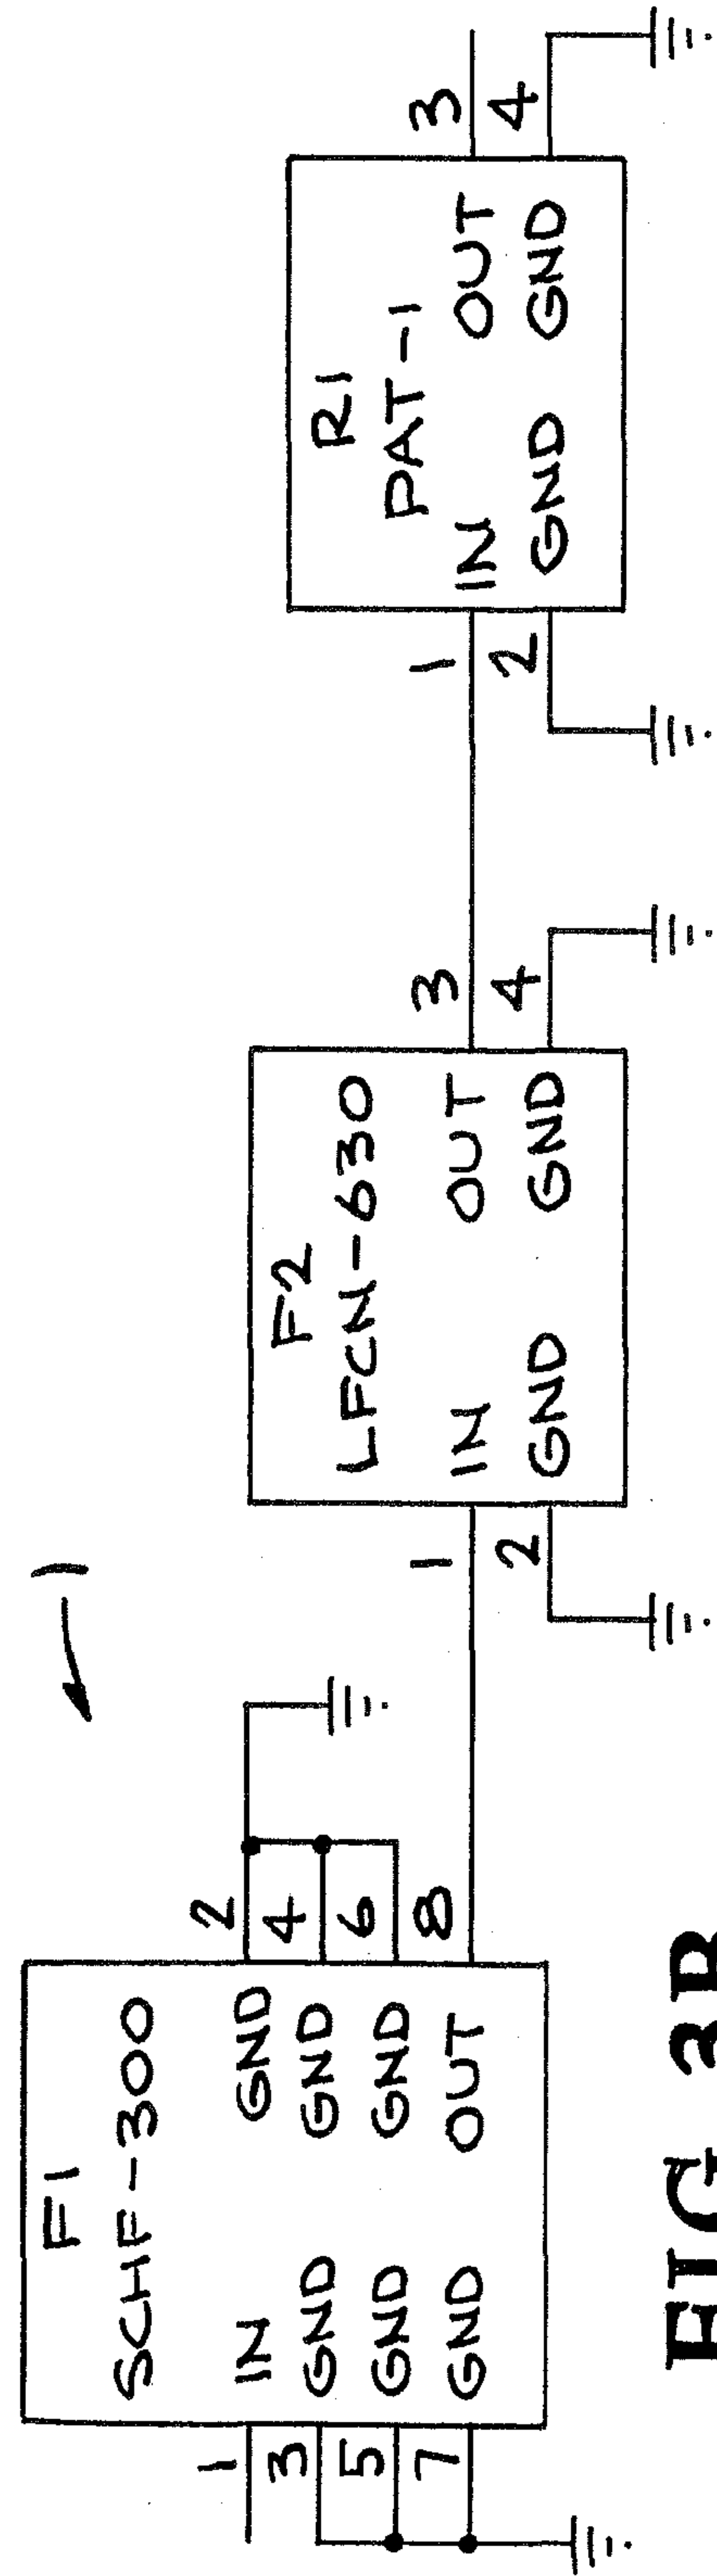 1
F1
SCHF-300
1 IN GND 2
3 GND GND 4
5 GND GND 6
7 GND OUT 8
F2
LFCN-630
1 IN OUT 3
2 GND GND 4
R1
PAT-1
1 IN OUT 3
2 GND GND 4
FIG. 3B